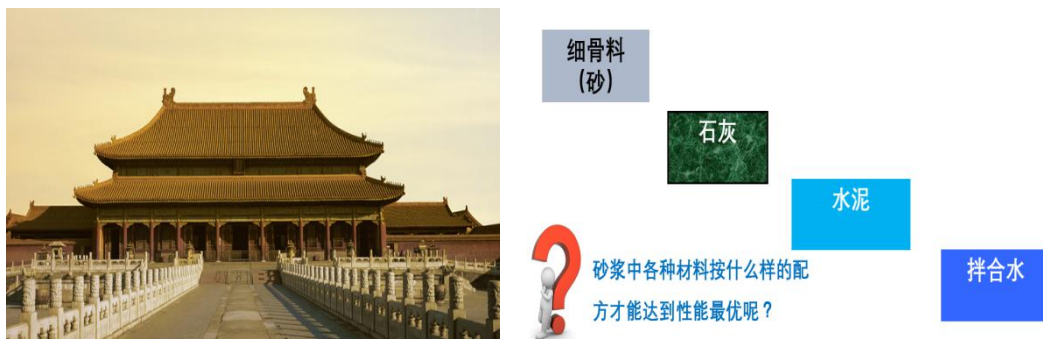 细骨料
(砂)
石灰
水泥
拌合水
砂浆中各种材料按什么样的配
方才能达到性能最优呢？